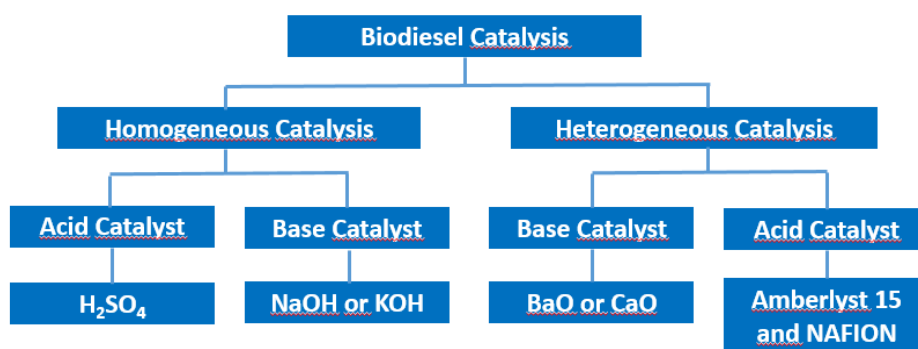 Biodiesel Catalysis
Homogeneous Catalysis
Heterogeneous Catalysis
Acid Catalyst
Base Catalyst
Base Catalyst
Acid Catalyst
H₂SO₄
NaOH or KOH
BaO or CaO
Amberlyst 15
and NAFION